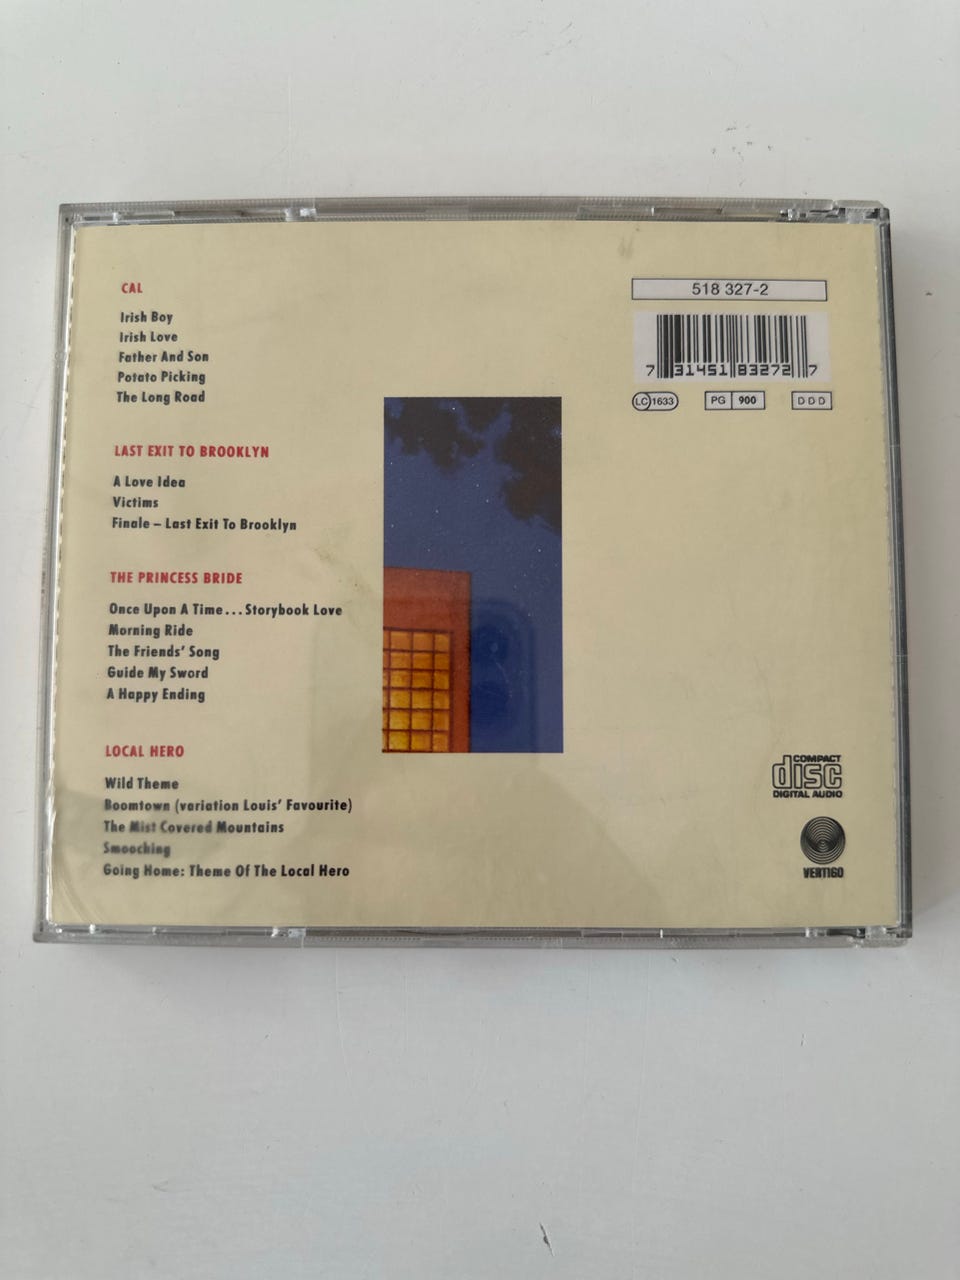 CAL
Irish Boy
Irish Love
Father And Son
Potato Picking
The Long Road
LAST EXIT TO BROOKLYN
A Love Idea
Victims
Finale – Last Exit To Brooklyn
THE PRINCESS BRIDE
Once Upon A Time... Storybook Love
Morning Ride
The Friends' Song
Guide My Sword
A Happy Ending
LOCAL HERO
Wild Theme
Boomtown (variation Louis' Favourite)
The Mist Covered Mountains
Smooching
Going Home: Theme Of The Local Hero
518 327-2
7 31451 83272 7
LC 1633 PG 900 DDD
COMPACT
disc
DIGITAL AUDIO
VERTIGO